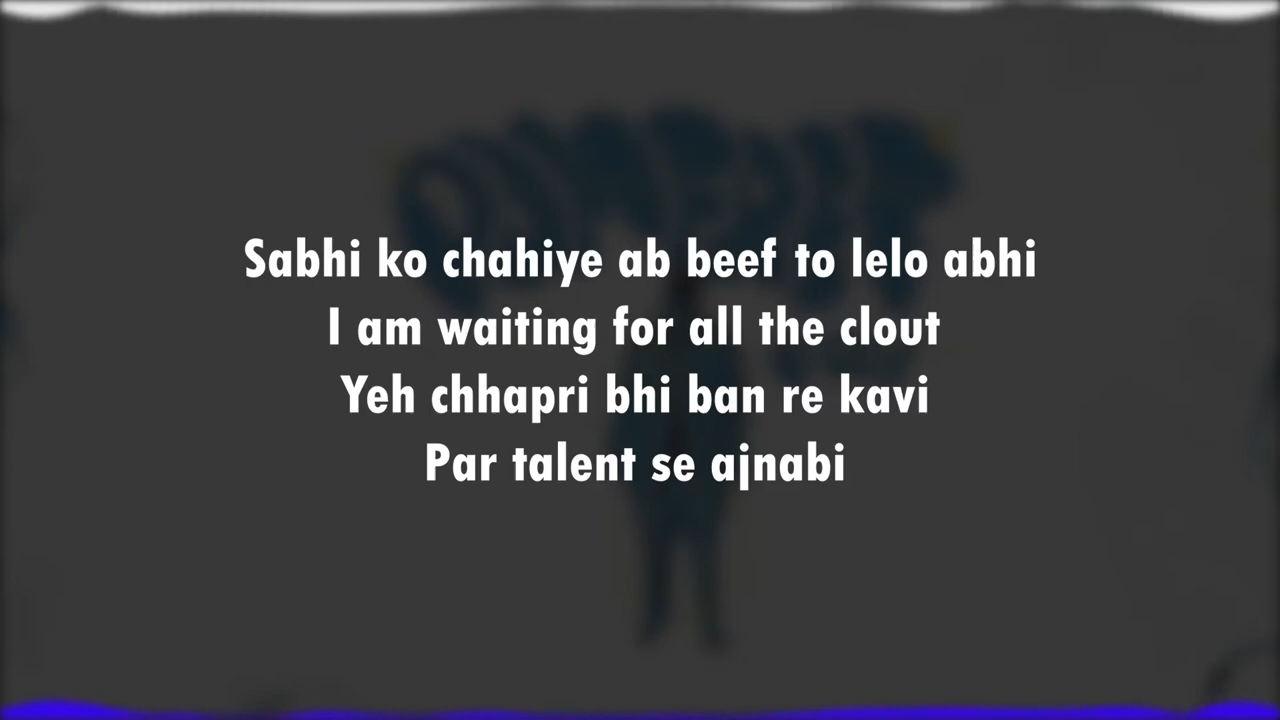 Sabhi ko chahiye ab beef to lelo abhi
I am waiting for all the clout
Yeh chhapri bhi ban re kavi
Par talent se ajnabi